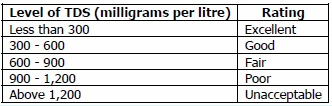 Level of TDS (milligrams per litre) Rating
Less than 300 Excellent
300 - 600 Good
600 - 900 Fair
900 - 1,200 Poor
Above 1,200 Unacceptable